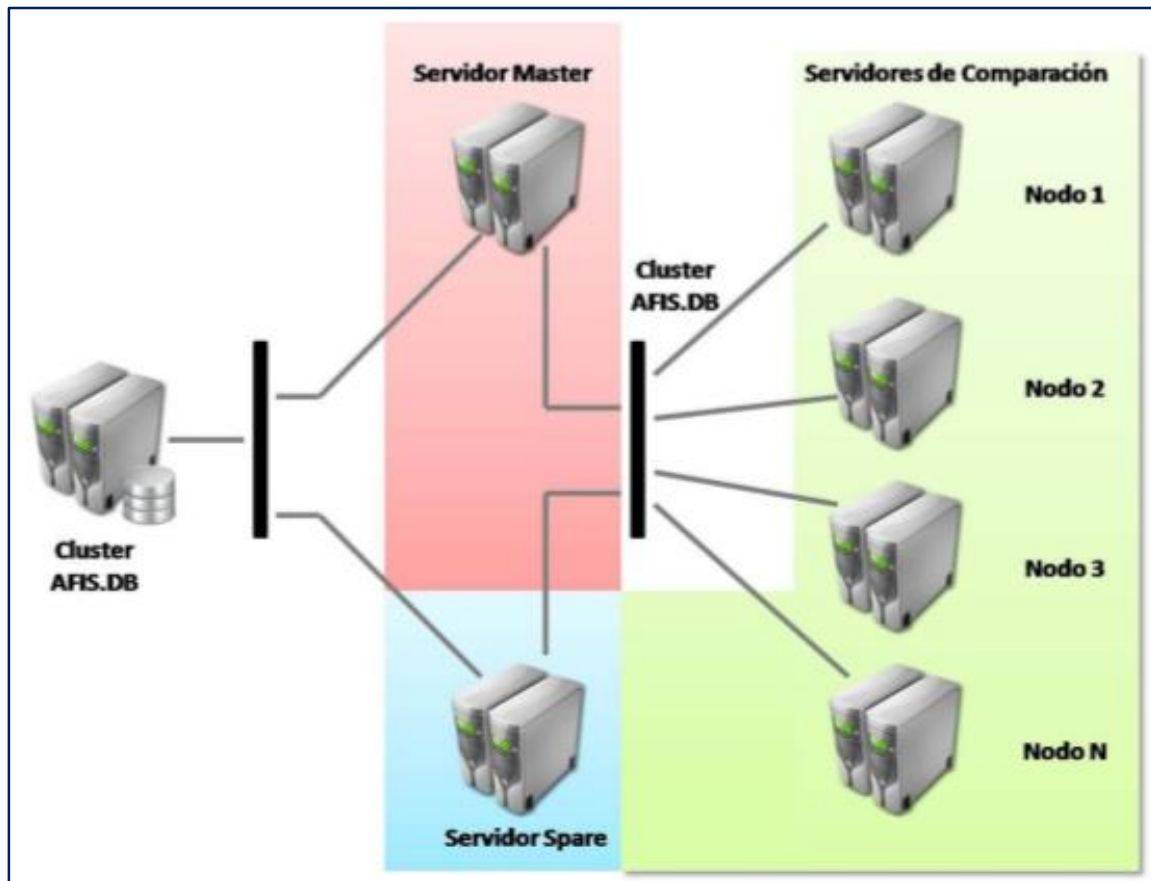 Servidor Master
Servidores de Comparación
Nodo 1
Cluster
AFIS.DB
Nodo 2
Cluster
AFIS.DB
Nodo 3
Nodo N
Servidor Spare